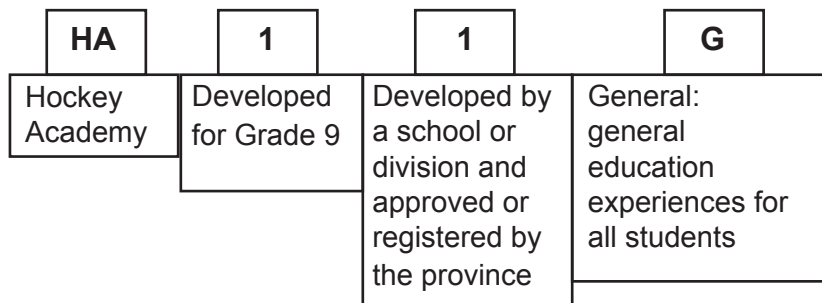 HA
1
1
G
Hockey
Academy
Developed
for Grade 9
Developed by
a school or
division and
approved or
registered by
the province
General:
general
education
experiences for
all students